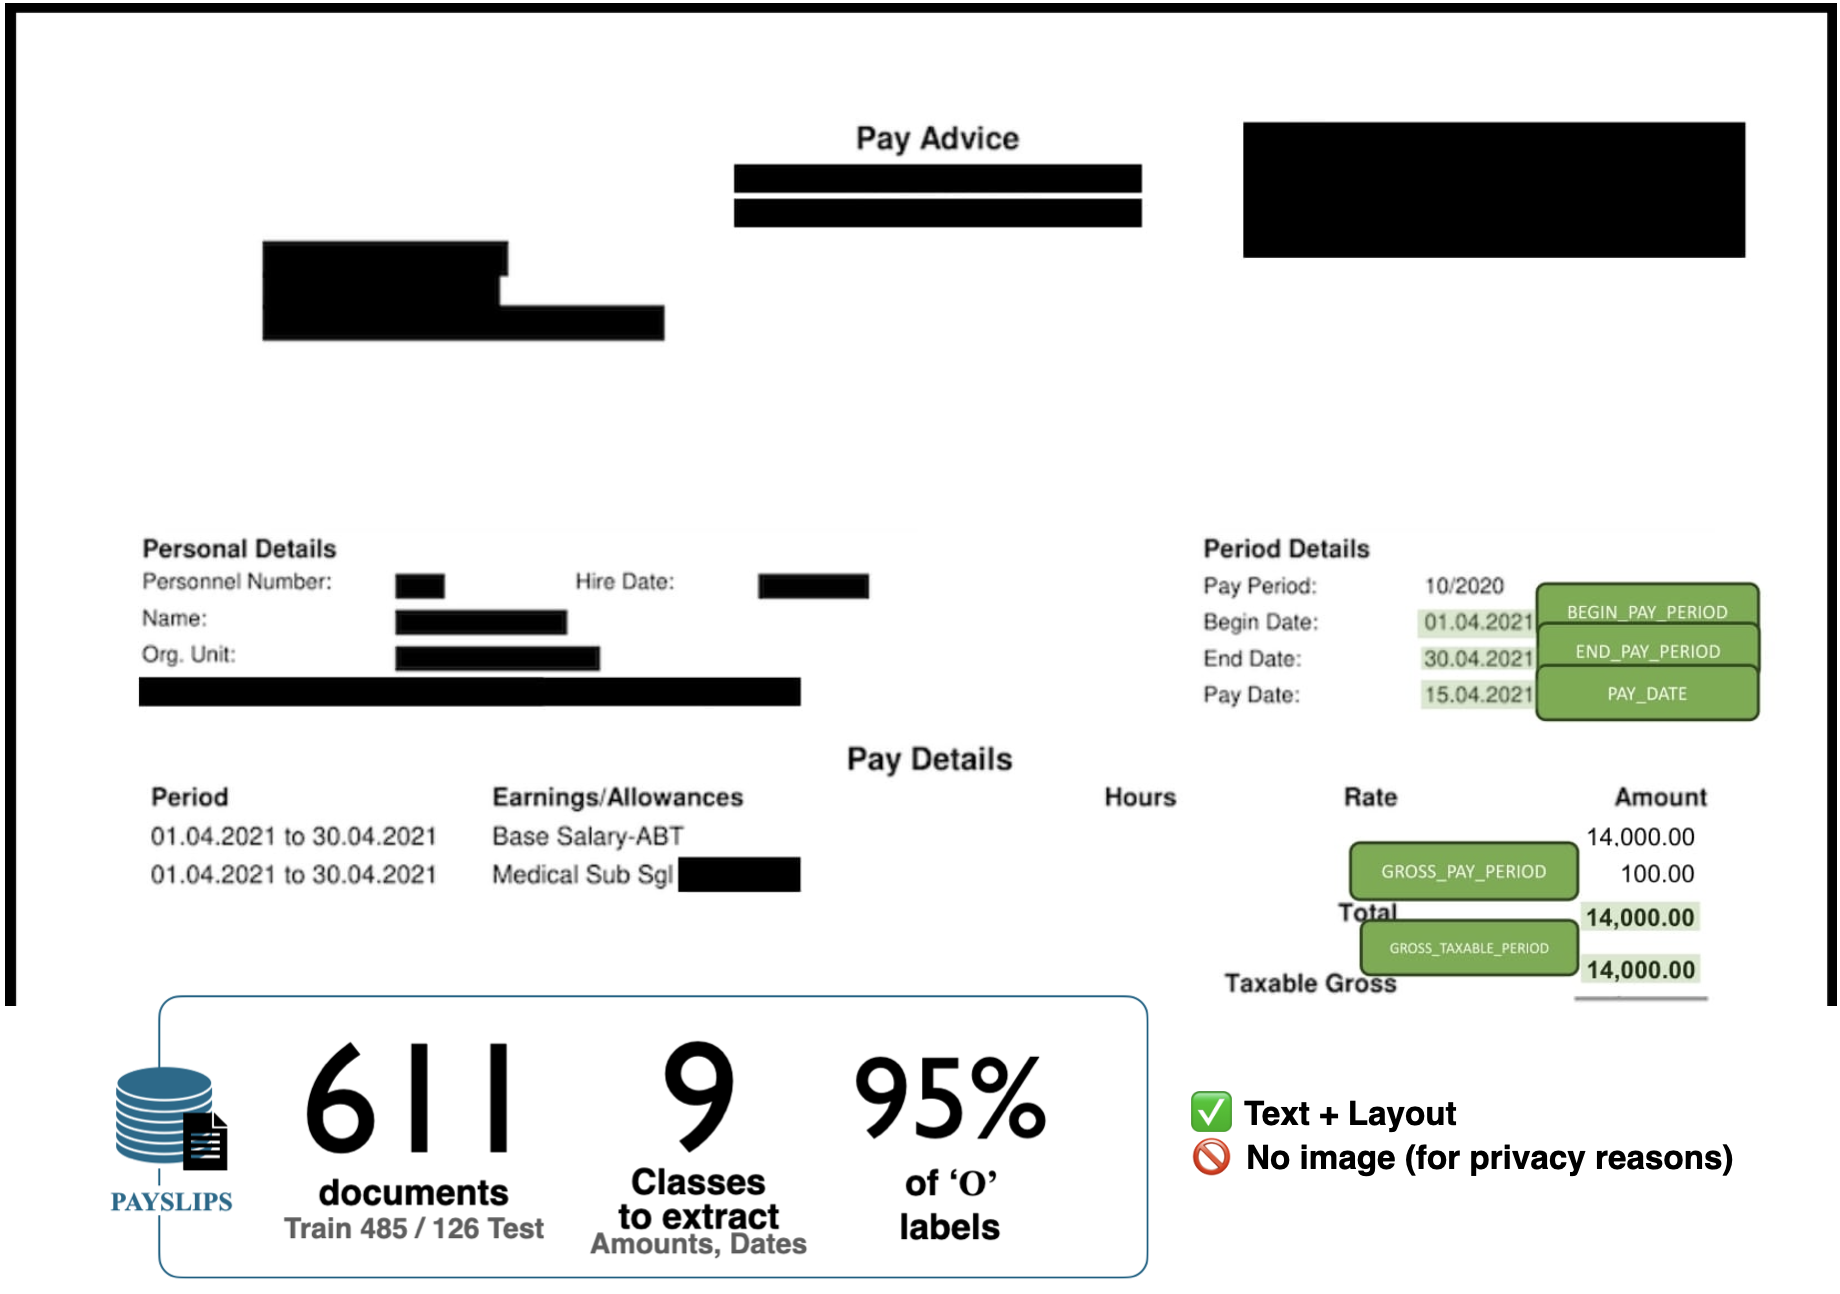 Pay Advice
Personal Details
Personnel Number: Hire Date:
Name:
Org. Unit:
Period Details
Pay Period: 10/2020
Begin Date: 01.04.2021 BEGIN_PAY_PERIOD
End Date: 30.04.2021 END_PAY_PERIOD
Pay Date: 15.04.2021 PAY_DATE
Pay Details
Period Earnings/Allowances Hours Rate Amount
01.04.2021 to 30.04.2021 Base Salary-ABT 14,000.00
01.04.2021 to 30.04.2021 Medical Sub Sgl 100.00
GROSS_PAY_PERIOD
Total 14,000.00
GROSS_TAXABLE_PERIOD
Taxable Gross 14,000.00
PAYSLIPS
611
documents
Train 485 / 126 Test
9
Classes
to extract
Amounts, Dates
95%
of ‘O’
labels
✅ Text + Layout
🚫 No image (for privacy reasons)